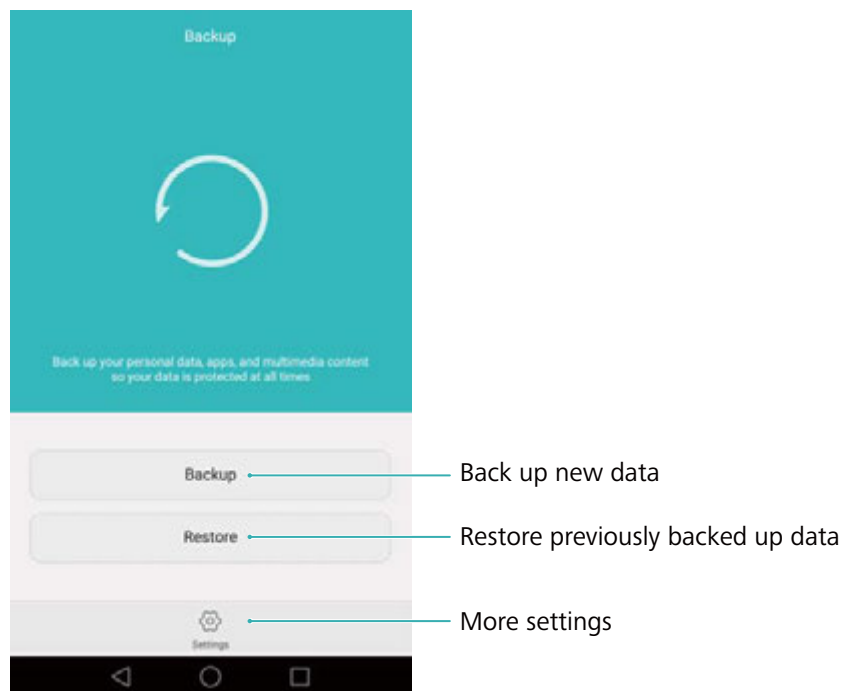 Backup
Back up your personal data, apps, and multimedia content
so your data is protected at all times
Backup
Back up new data
Restore
Restore previously backed up data
More settings
Settings